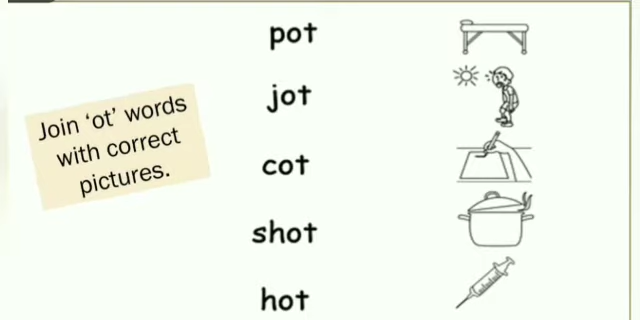 pot
jot
Join 'ot' words
with correct
pictures.
cot
shot
hot